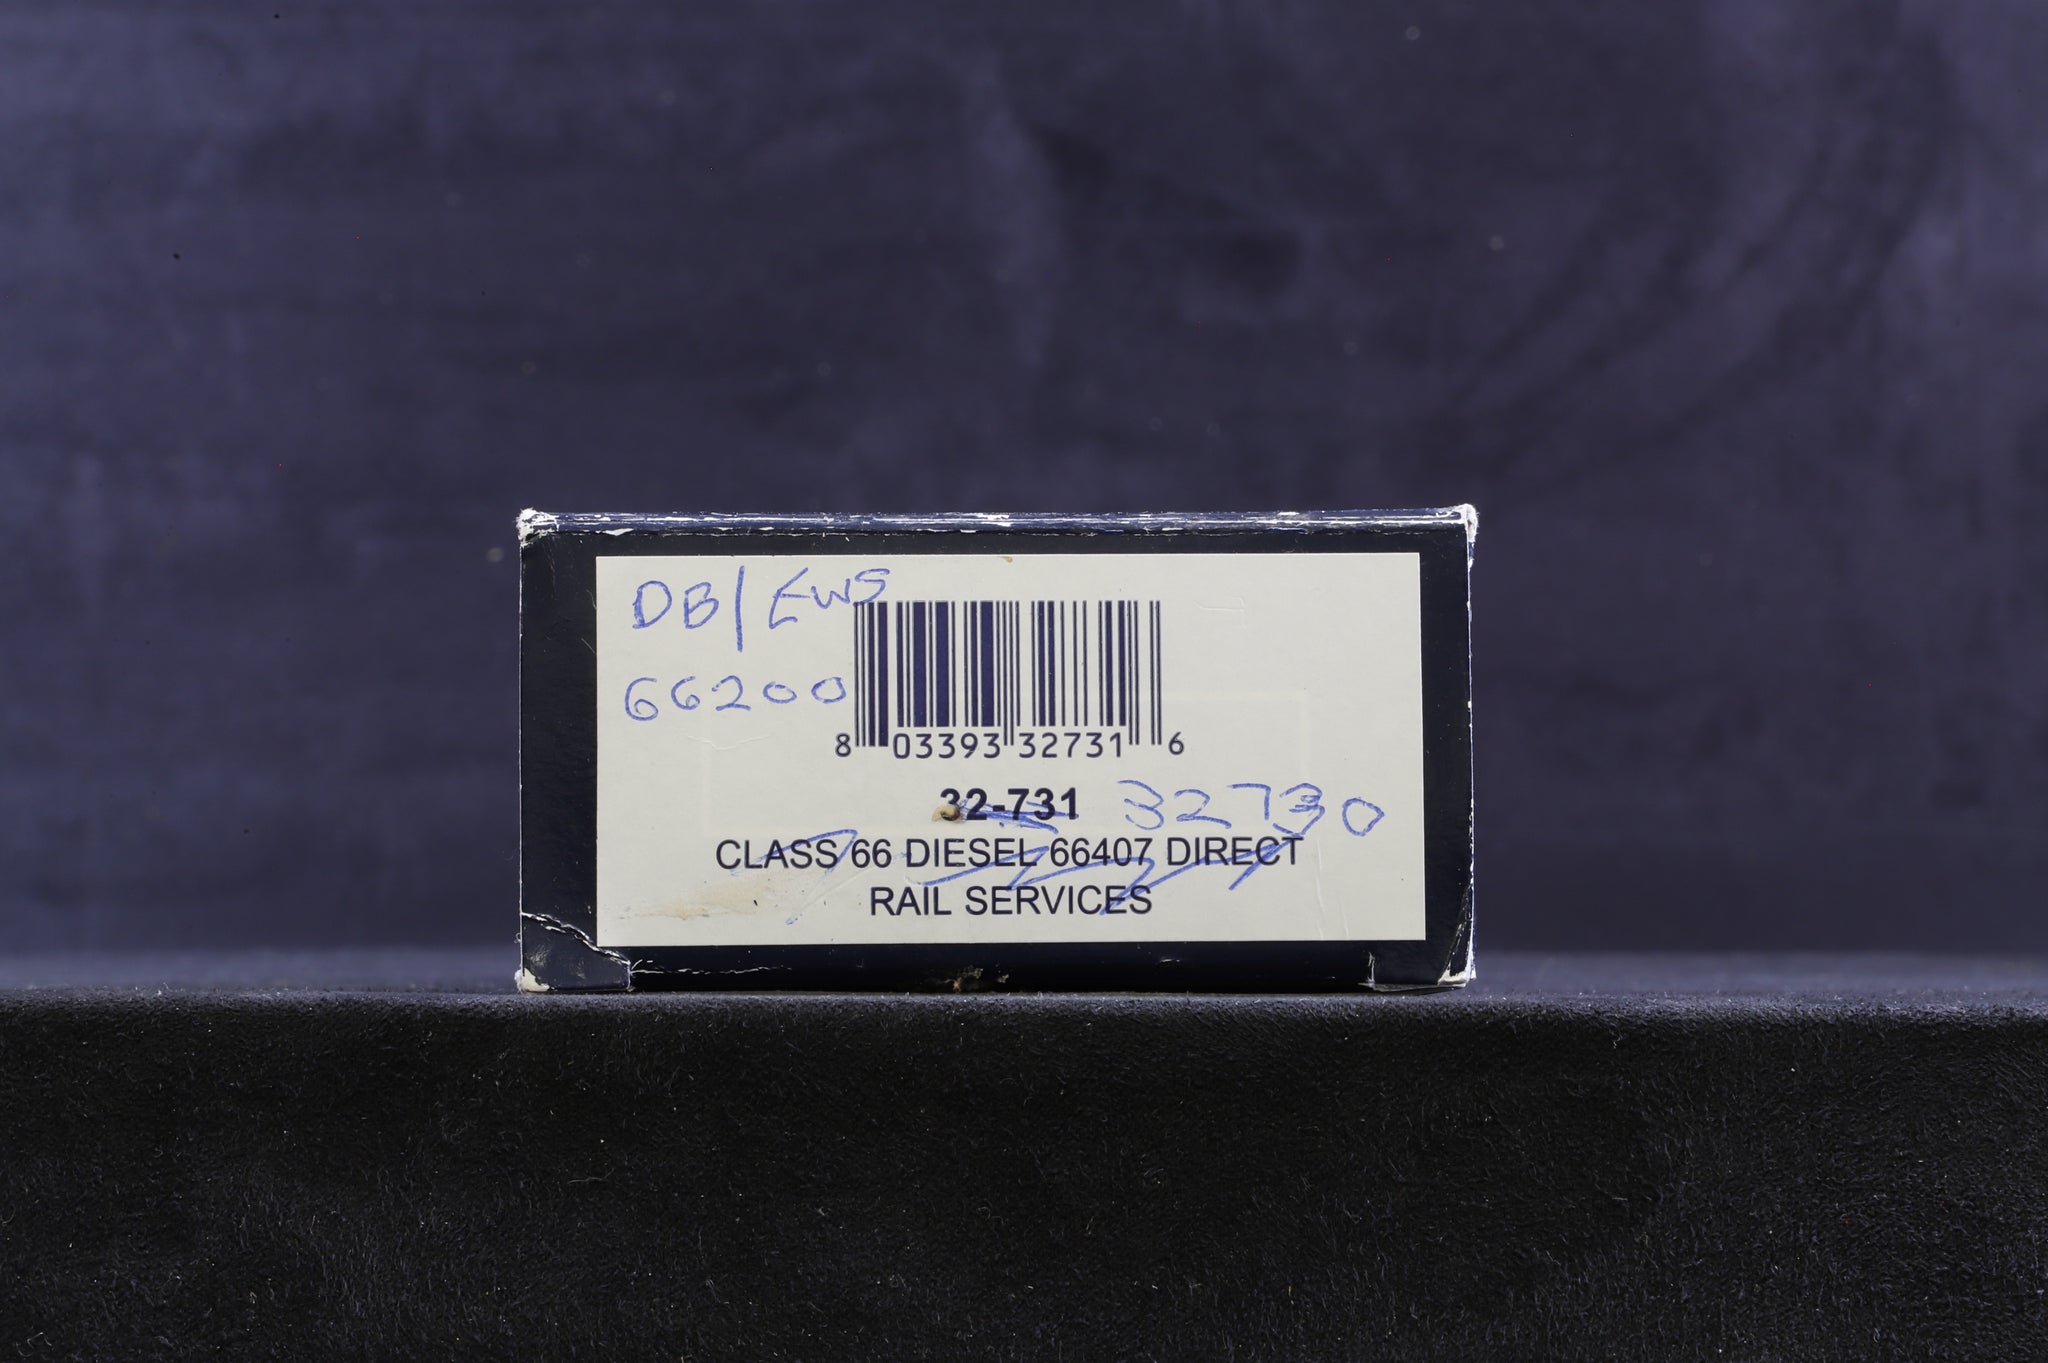 DB/EWS
66200
8 03393 32731 6
32-731 32730
CLASS 66 DIESEL 66407 DIRECT
RAIL SERVICES